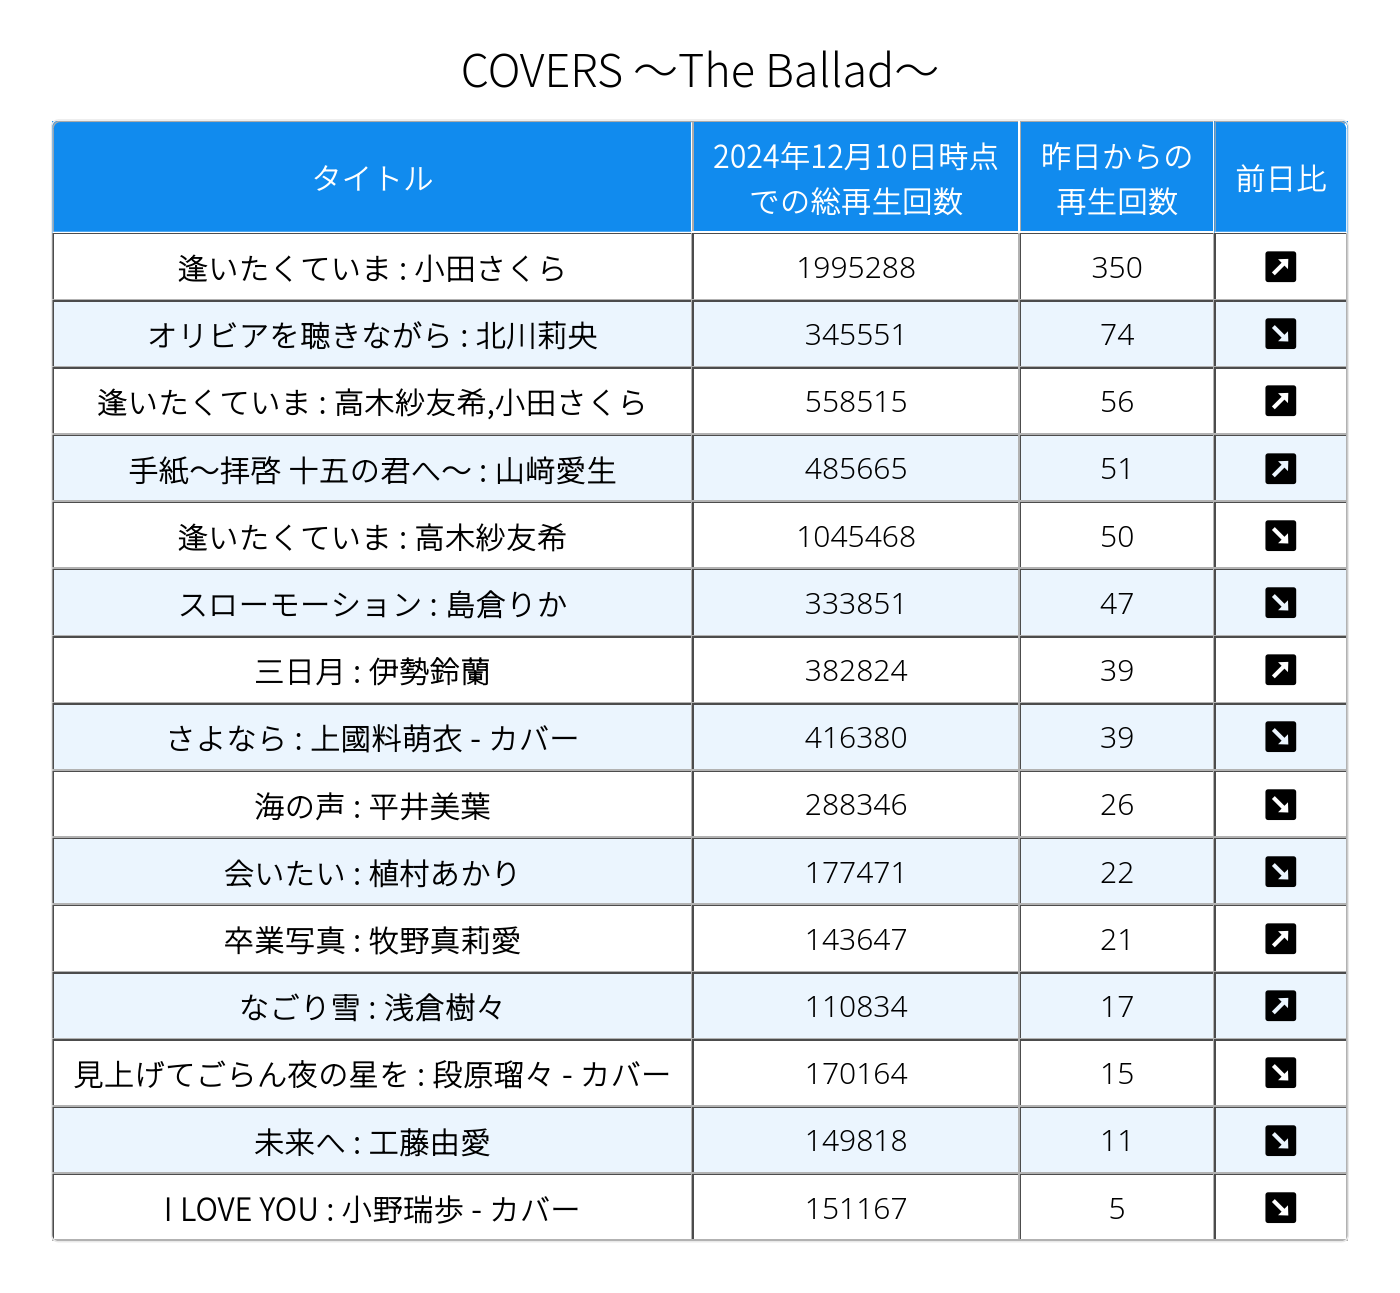 COVERS ～The Ballad～
タイトル 2024年12月10日時点での総再生回数 昨日からの再生回数 前日比
逢いたくていま : 小田さくら 1995288 350 ↗
オリビアを聴きながら : 北川莉央 345551 74 ↘
逢いたくていま : 高木紗友希,小田さくら 558515 56 ↗
手紙～拝啓 十五の君へ～ : 山﨑愛生 485665 51 ↗
逢いたくていま : 高木紗友希 1045468 50 ↘
スローモーション : 島倉りか 333851 47 ↘
三日月 : 伊勢鈴蘭 382824 39 ↗
さよなら : 上國料萌衣 - カバー 416380 39 ↘
海の声 : 平井美葉 288346 26 ↘
会いたい : 植村あかり 177471 22 ↘
卒業写真 : 牧野真莉愛 143647 21 ↗
なごり雪 : 浅倉樹々 110834 17 ↗
見上げてごらん夜の星を : 段原瑠々 - カバー 170164 15 ↘
未来へ : 工藤由愛 149818 11 ↘
I LOVE YOU : 小野瑞歩 - カバー 151167 5 ↘